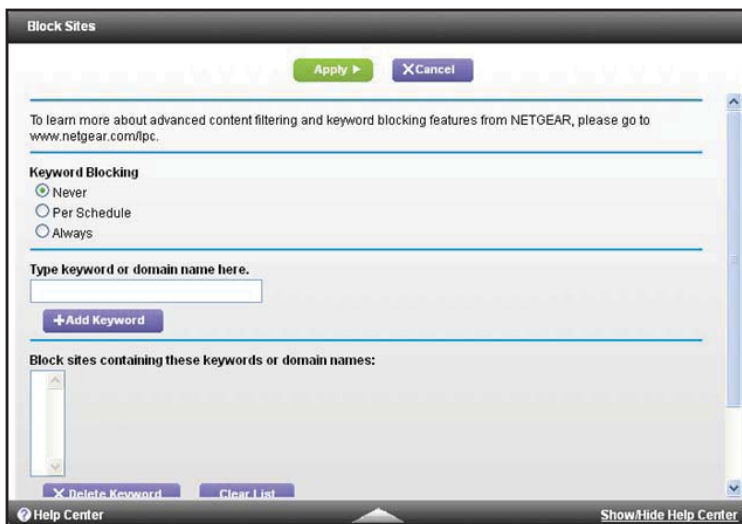 Block Sites
Apply
Cancel
To learn more about advanced content filtering and keyword blocking features from NETGEAR, please go to
www.netgear.com/lpc.
Keyword Blocking
Never
Per Schedule
Always
Type keyword or domain name here.
+Add Keyword
Block sites containing these keywords or domain names:
Delete Keyword
Clear List
Help Center
Show/Hide Help Center